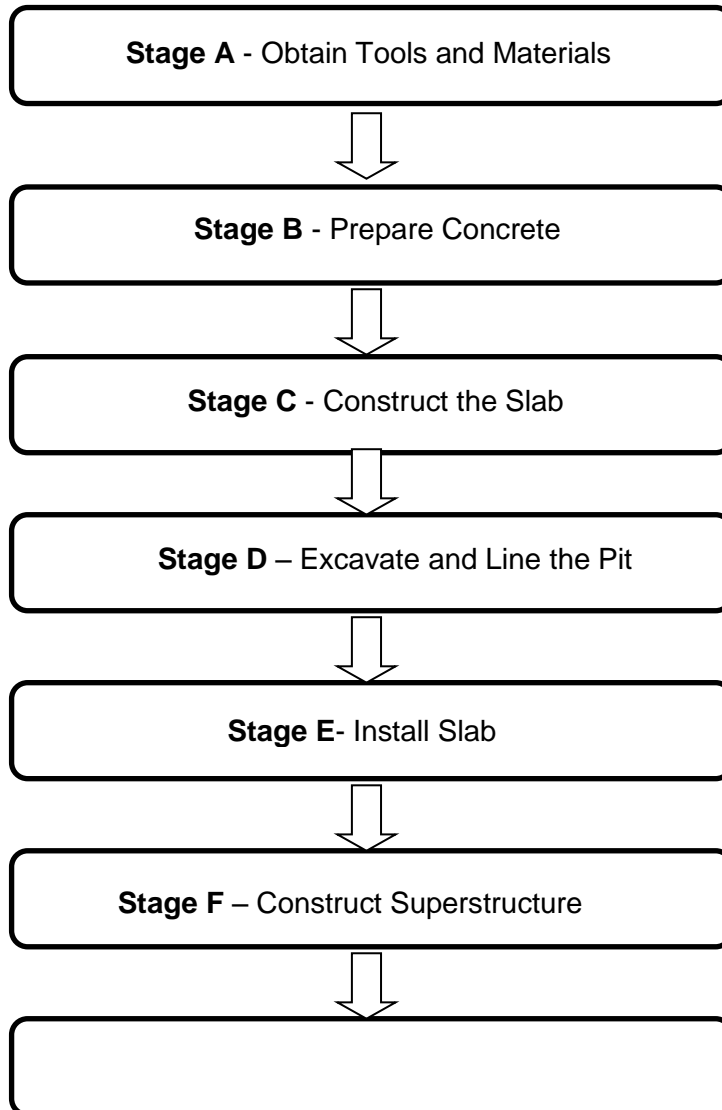 Stage A - Obtain Tools and Materials
Stage B - Prepare Concrete
Stage C - Construct the Slab
Stage D – Excavate and Line the Pit
Stage E- Install Slab
Stage F – Construct Superstructure